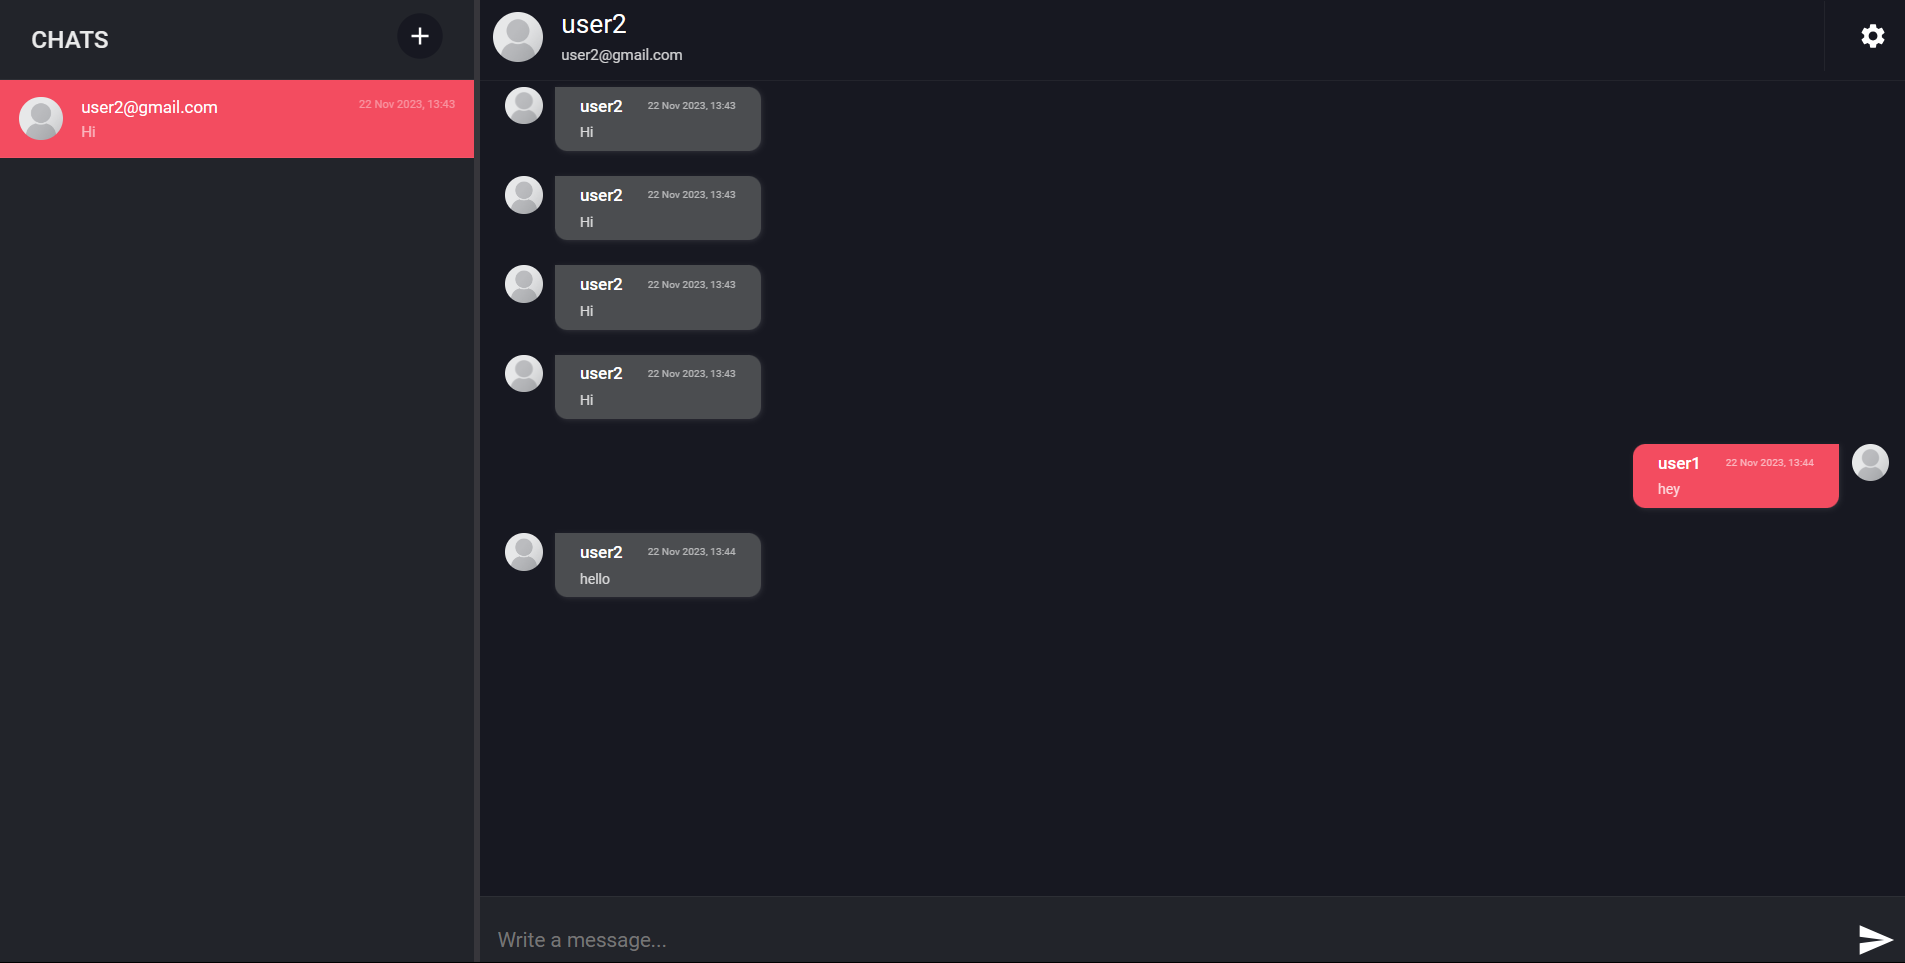 CHATS
user2@gmail.com
22 Nov 2023, 13:43
Hi
user2
user2@gmail.com
user2 22 Nov 2023, 13:43
Hi
user2 22 Nov 2023, 13:43
Hi
user2 22 Nov 2023, 13:43
Hi
user2 22 Nov 2023, 13:43
Hi
user1 22 Nov 2023, 13:44
hey
user2 22 Nov 2023, 13:44
hello
Write a message...